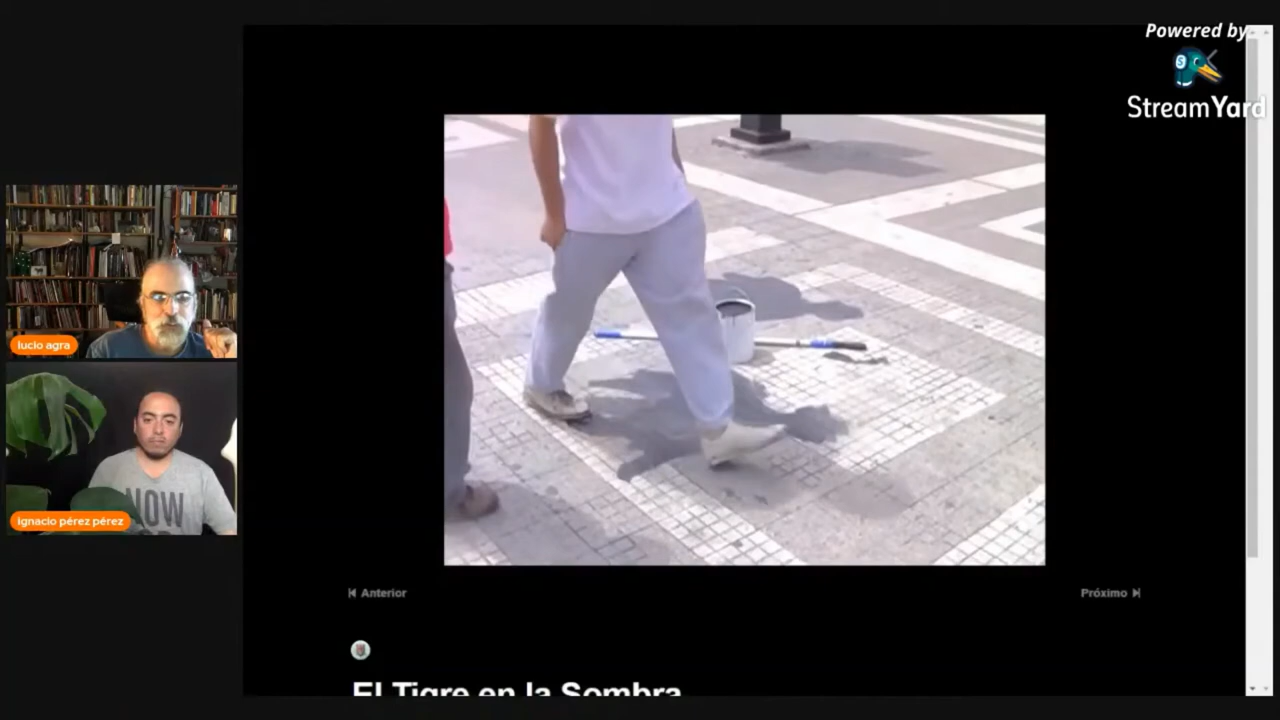 Powered by
StreamYard
lucio agra
NOW
ignacio pérez pérez
Anterior
Próximo
El Tigre en la Sombra